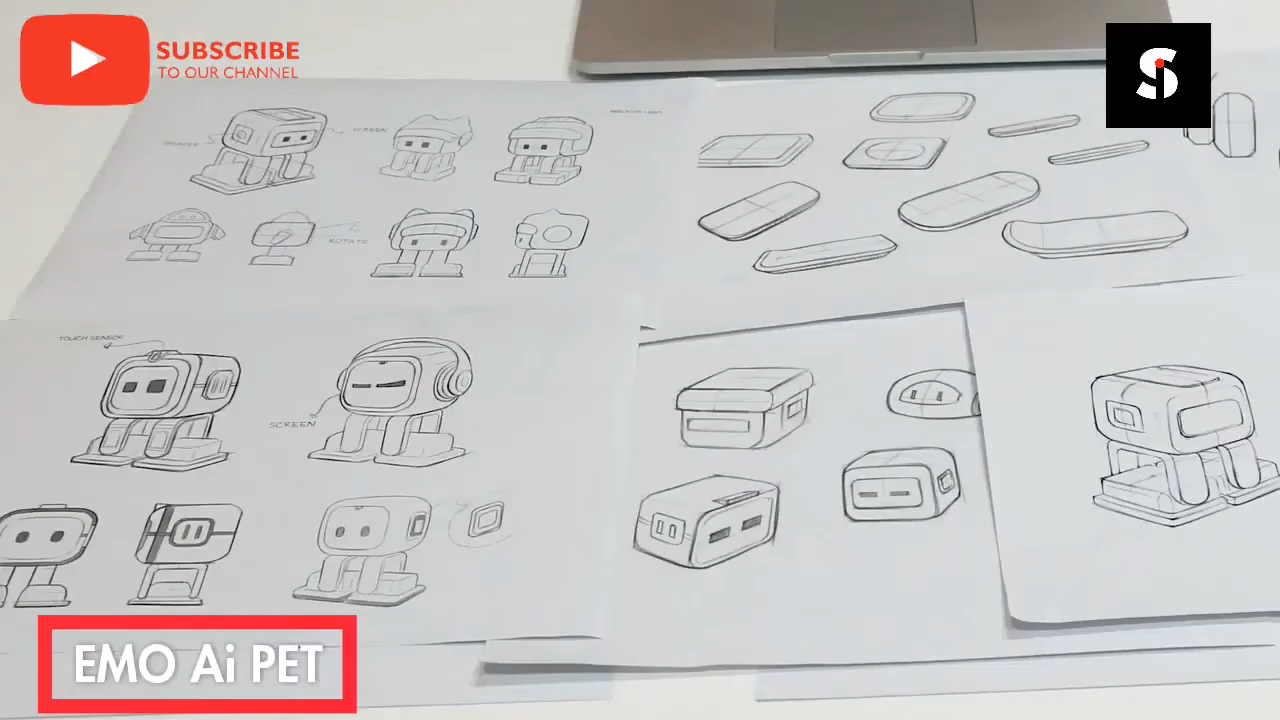 SUBSCRIBE
TO OUR CHANNEL
SCREEN
ROTATE
TOUCH SENSOR
SCREEN
EMO Ai PET